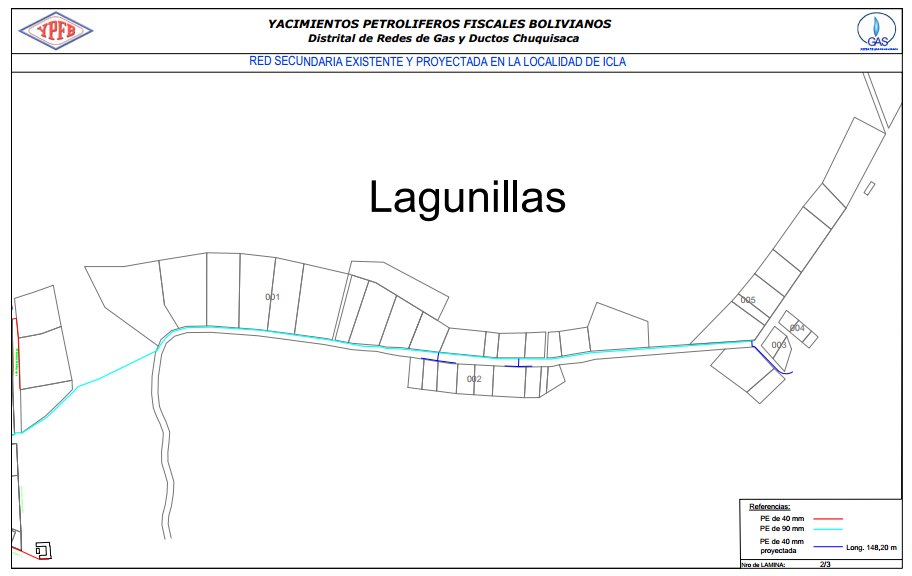 YPFB
YACIMIENTOS PETROLIFEROS FISCALES BOLIVIANOS
Distrital de Redes de Gas y Ductos Chuquisaca
GAS
RED SECUNDARIA EXISTENTE Y PROYECTADA EN LA LOCALIDAD DE ICLA
Lagunillas
001
005
004
003
002
Referencias:
PE de 40 mm
PE de 90 mm
PE de 40 mm
proyectada
Long. 148,20 m
Nro de LAMINA: 2/3